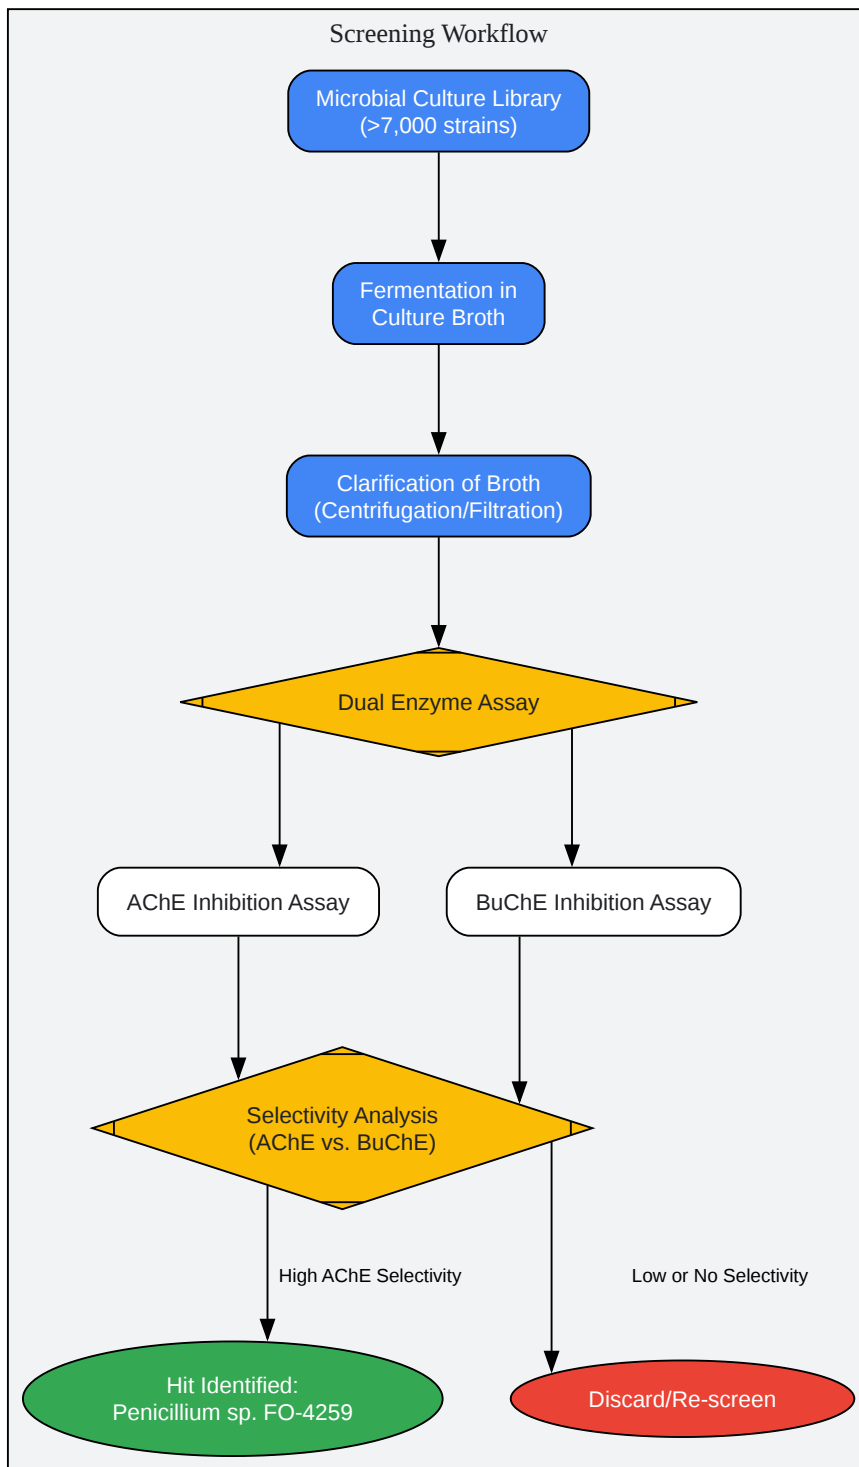 Screening Workflow
Microbial Culture Library
(>7,000 strains)
Fermentation in
Culture Broth
Clarification of Broth
(Centrifugation/Filtration)
Dual Enzyme Assay
AChE Inhibition Assay
BuChE Inhibition Assay
Selectivity Analysis
(AChE vs. BuChE)
High AChE Selectivity
Low or No Selectivity
Hit Identified:
Penicillium sp. FO-4259
Discard/Re-screen